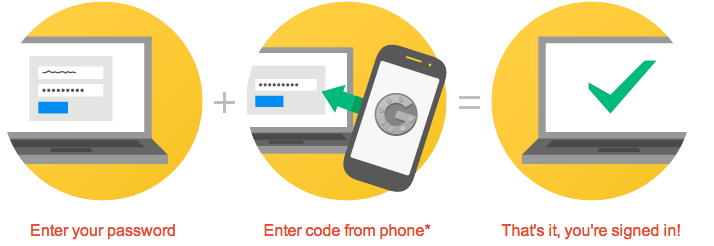 Enter your password
Enter code from phone*
That's it, you're signed in!